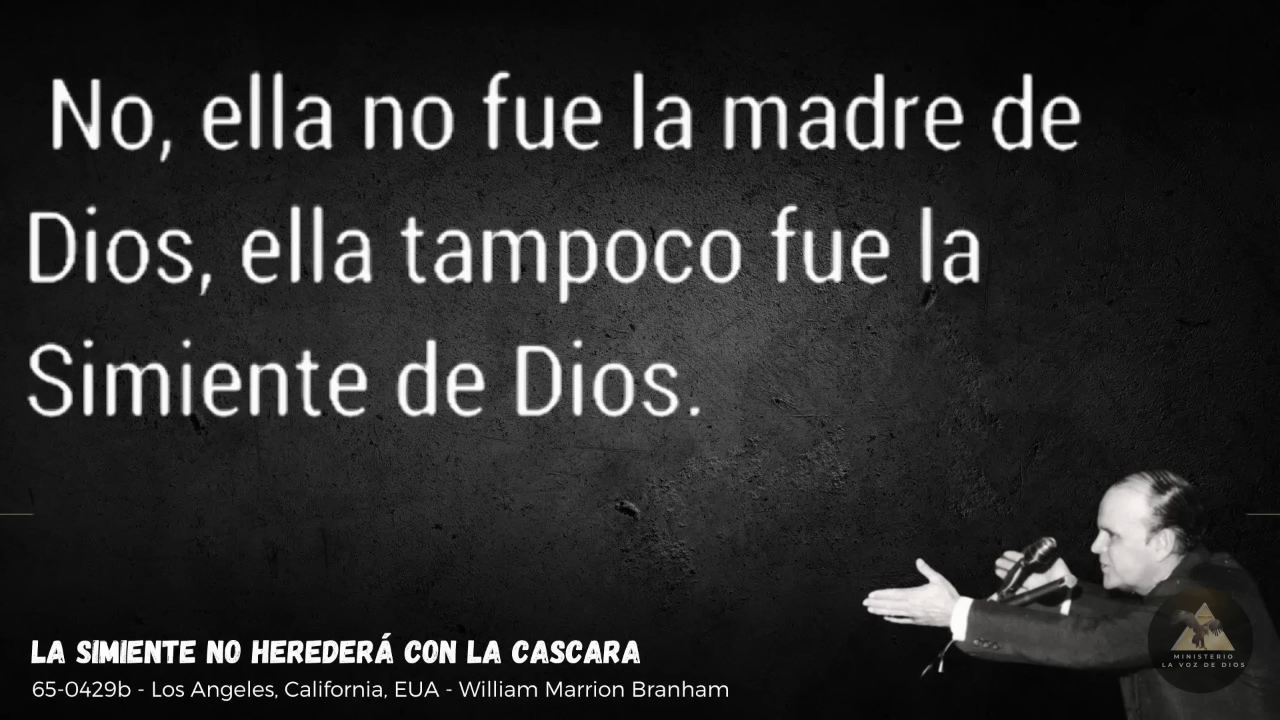 No, ella no fue la madre de
Dios, ella tampoco fue la
Simiente de Dios.
LA SIMIENTE NO HEREDERÁ CON LA CASCARA
65-0429b - Los Angeles, California, EUA - William Marrion Branham
MINISTERIO
LA VOZ DE DIOS